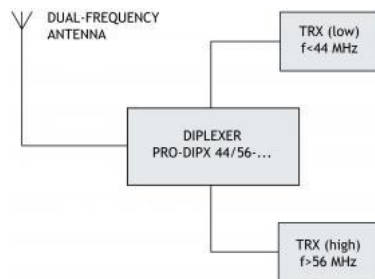 DUAL-FREQUENCY
ANTENNA
TRX (low)
f<44 MHz
DIPLEXER
PRO-DIPX 44/56-...
TRX (high)
f>56 MHz